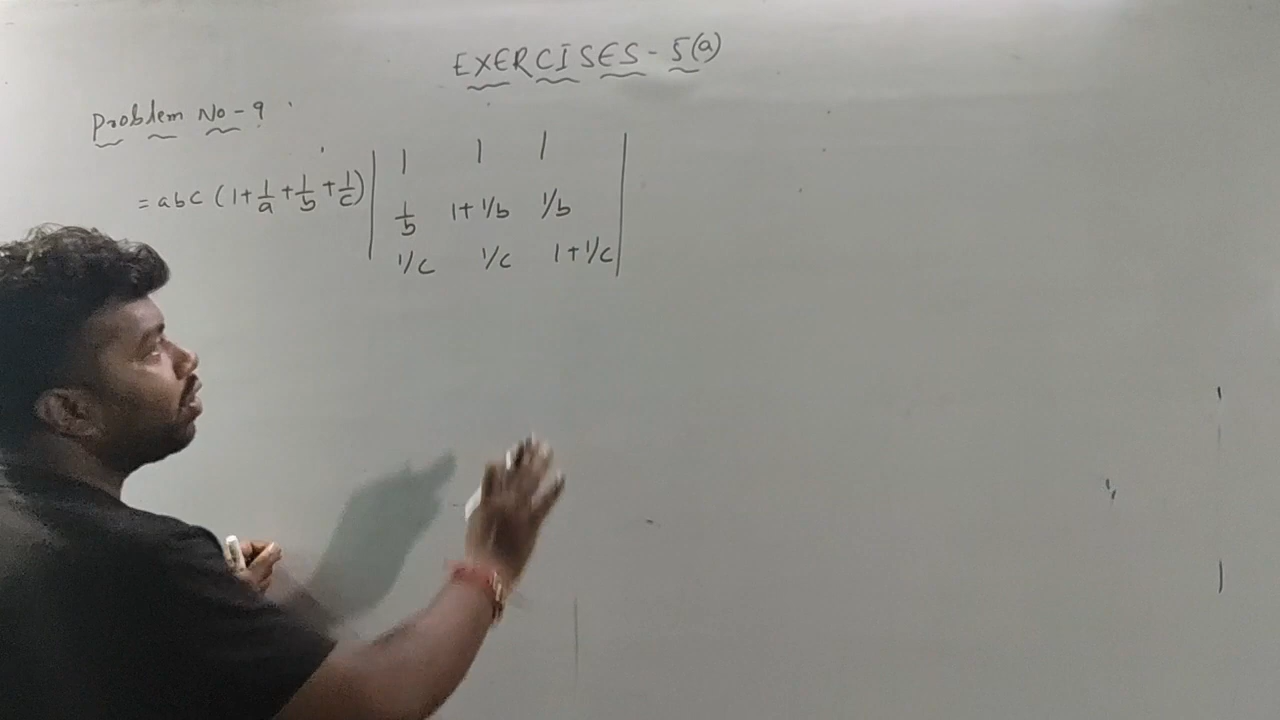 EXERCISES - 5(a)
Problem No - 9
= abc (1 + 1/a + 1/b + 1/c) | 1 1 1 |
| 1/b 1 + 1/b 1/b |
| 1/c 1/c 1 + 1/c |